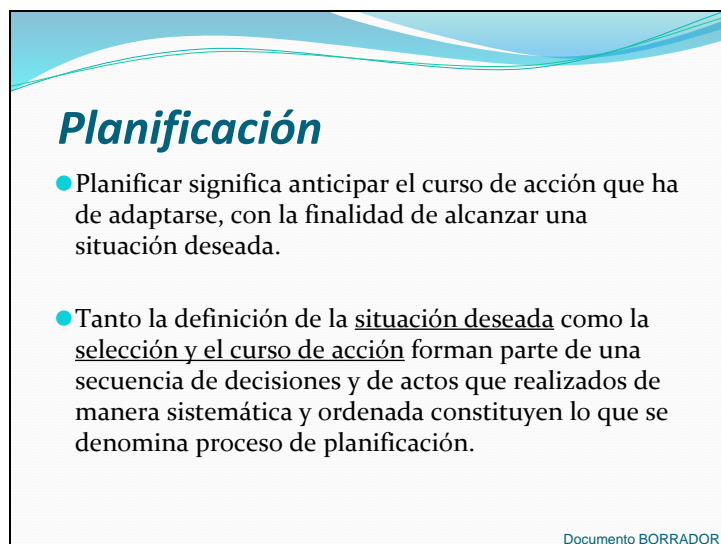 Planificación
Planificar significa anticipar el curso de acción que ha
de adaptarse, con la finalidad de alcanzar una
situación deseada.
Tanto la definición de la situación deseada como la
selección y el curso de acción forman parte de una
secuencia de decisiones y de actos que realizados de
manera sistemática y ordenada constituyen lo que se
denomina proceso de planificación.
Documento BORRADOR